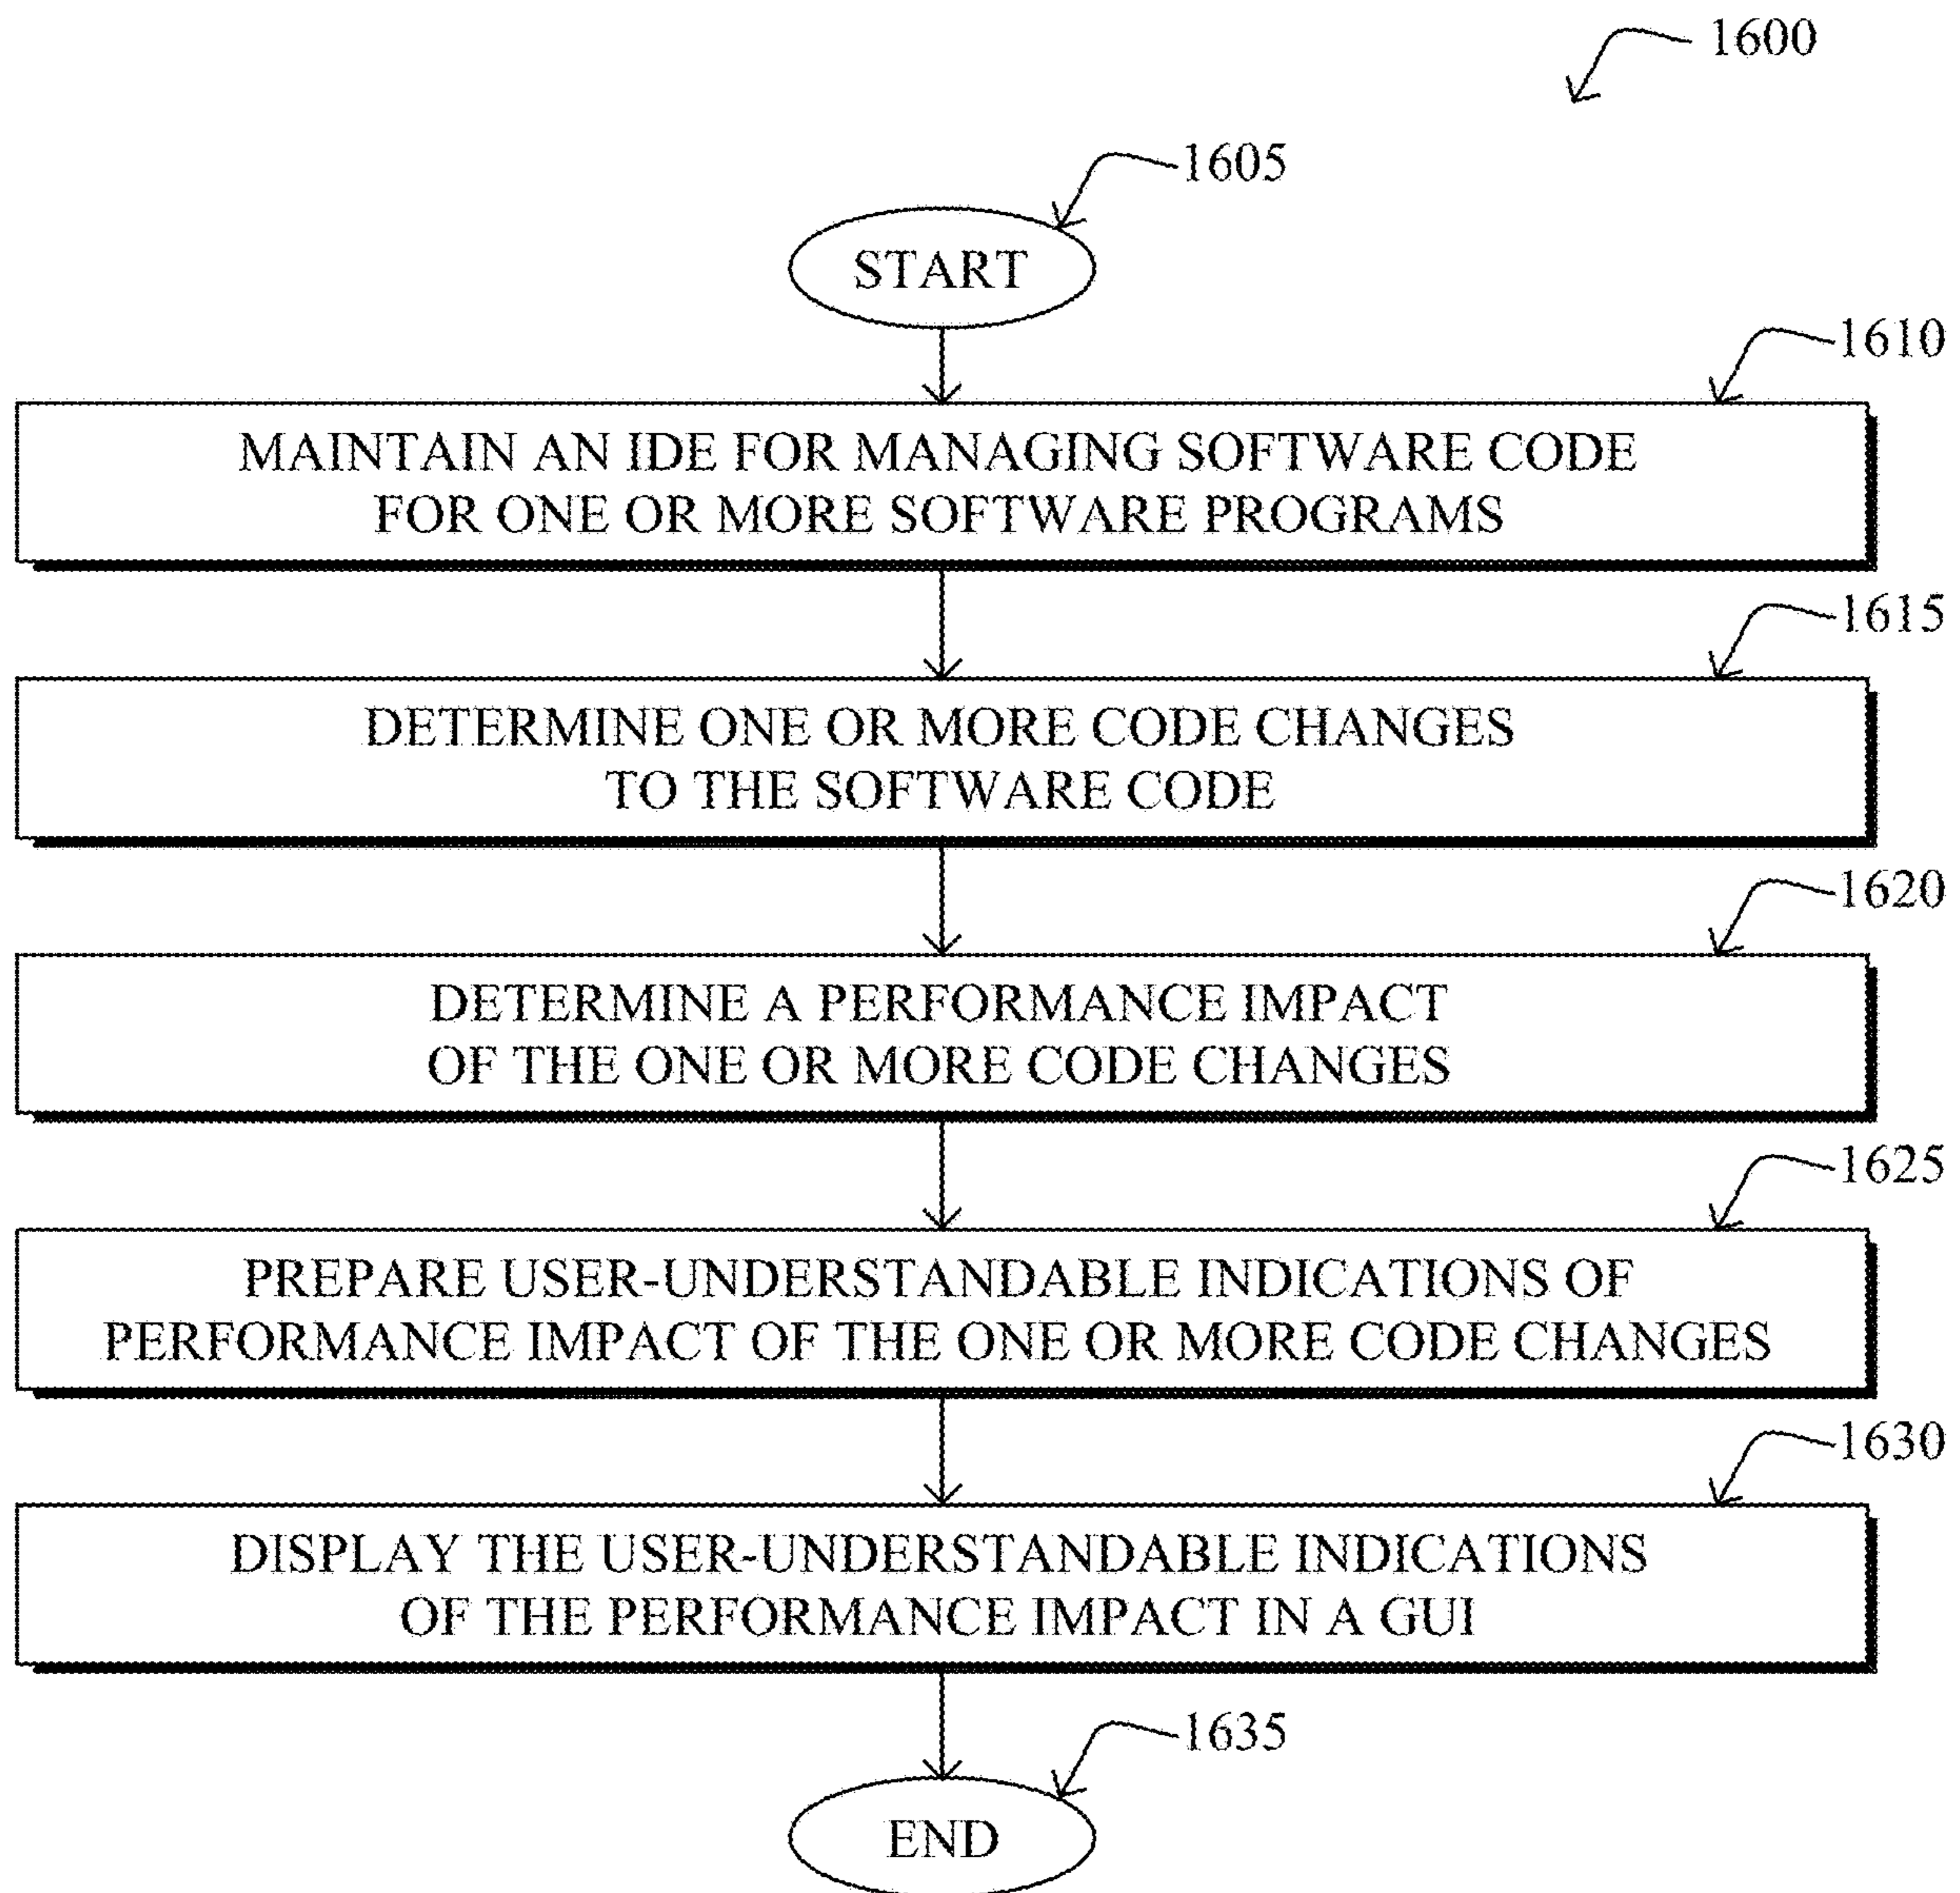 1600
1605
START
1610
MAINTAIN AN IDE FOR MANAGING SOFTWARE CODE
FOR ONE OR MORE SOFTWARE PROGRAMS
1615
DETERMINE ONE OR MORE CODE CHANGES
TO THE SOFTWARE CODE
1620
DETERMINE A PERFORMANCE IMPACT
OF THE ONE OR MORE CODE CHANGES
1625
PREPARE USER-UNDERSTANDABLE INDICATIONS OF
PERFORMANCE IMPACT OF THE ONE OR MORE CODE CHANGES
1630
DISPLAY THE USER-UNDERSTANDABLE INDICATIONS
OF THE PERFORMANCE IMPACT IN A GUI
1635
END